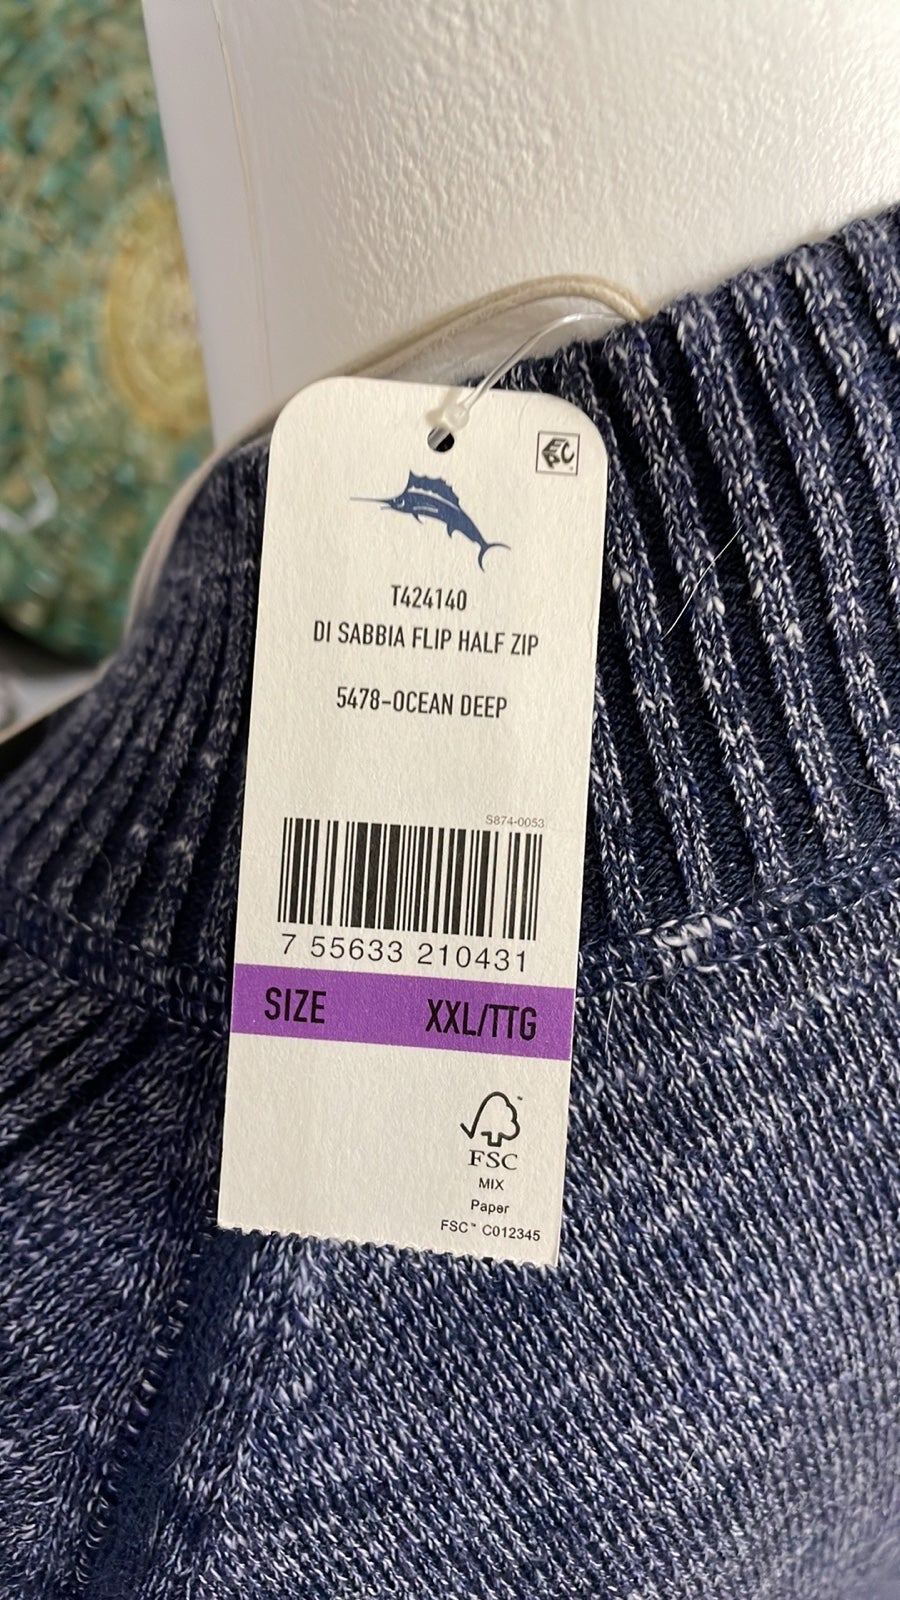 T424140
DI SABBIA FLIP HALF ZIP
5478-OCEAN DEEP
S874-0053
7 55633 210431
SIZE XXL/TTG
FSC™
MIX
Paper
FSC™ C012345